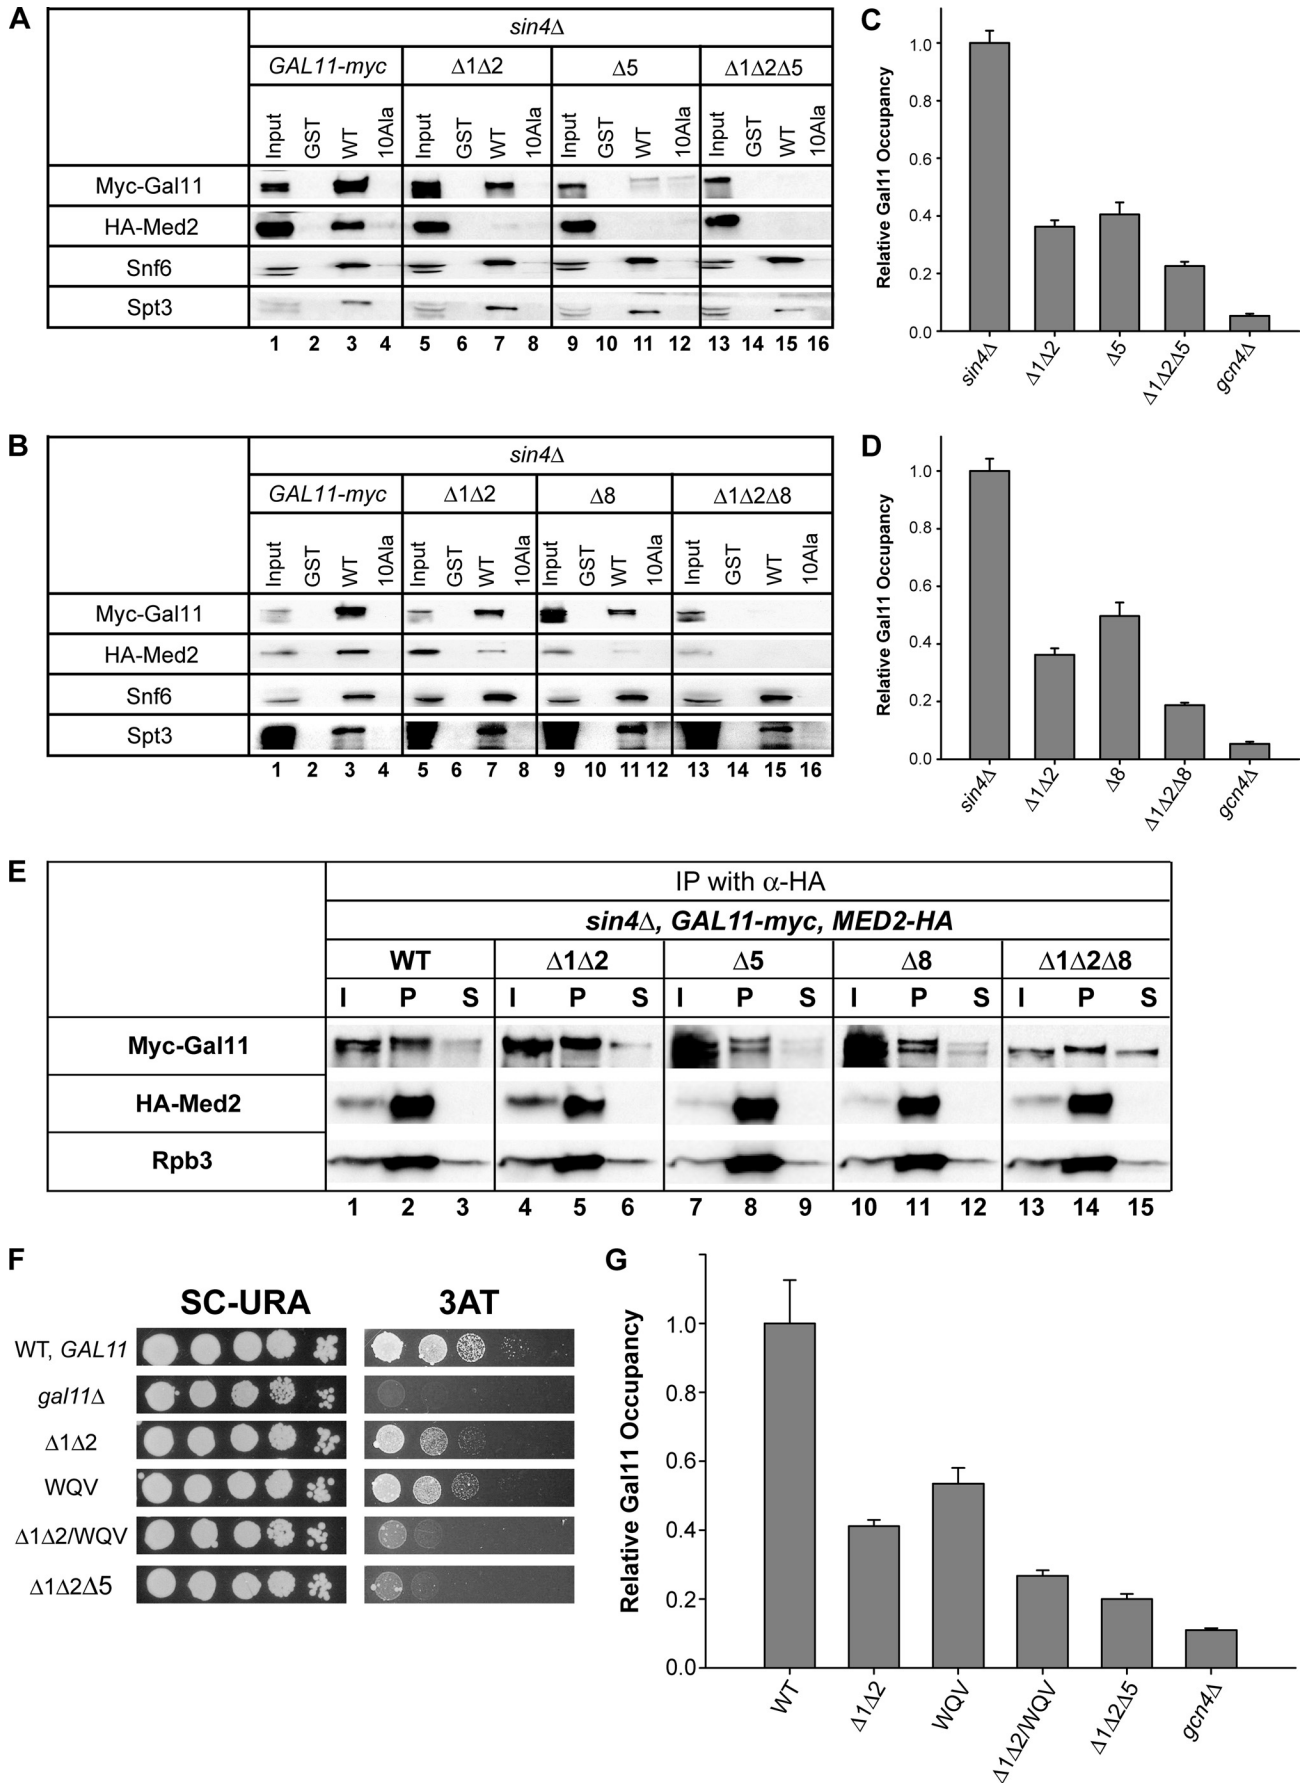 A
sin4Δ
GAL11-myc Δ1Δ2 Δ5 Δ1Δ2Δ5
Input GST WT 10Ala Input GST WT 10Ala Input GST WT 10Ala Input GST WT 10Ala
Myc-Gal11
HA-Med2
Snf6
Spt3
1 2 3 4 5 6 7 8 9 10 11 12 13 14 15 16
C
Relative Gal11 Occupancy
1.0
0.8
0.6
0.4
0.2
0.0
sin4Δ Δ1Δ2 Δ5 Δ1Δ2Δ5 gcn4Δ
B
sin4Δ
GAL11-myc Δ1Δ2 Δ8 Δ1Δ2Δ8
Input GST WT 10Ala Input GST WT 10Ala Input GST WT 10Ala Input GST WT 10Ala
Myc-Gal11
HA-Med2
Snf6
Spt3
1 2 3 4 5 6 7 8 9 10 11 12 13 14 15 16
D
Relative Gal11 Occupancy
1.0
0.8
0.6
0.4
0.2
0.0
sin4Δ Δ1Δ2 Δ8 Δ1Δ2Δ8 gcn4Δ
E
IP with α-HA
sin4Δ, GAL11-myc, MED2-HA
WT Δ1Δ2 Δ5 Δ8 Δ1Δ2Δ8
I P S I P S I P S I P S I P S
Myc-Gal11
HA-Med2
Rpb3
1 2 3 4 5 6 7 8 9 10 11 12 13 14 15
F
SC-URA 3AT
WT, GAL11
gal11Δ
Δ1Δ2
WQV
Δ1Δ2/WQV
Δ1Δ2Δ5
G
Relative Gal11 Occupancy
1.0
0.8
0.6
0.4
0.2
0.0
WT Δ1Δ2 WQV Δ1Δ2/WQV Δ1Δ2Δ5 gcn4Δ